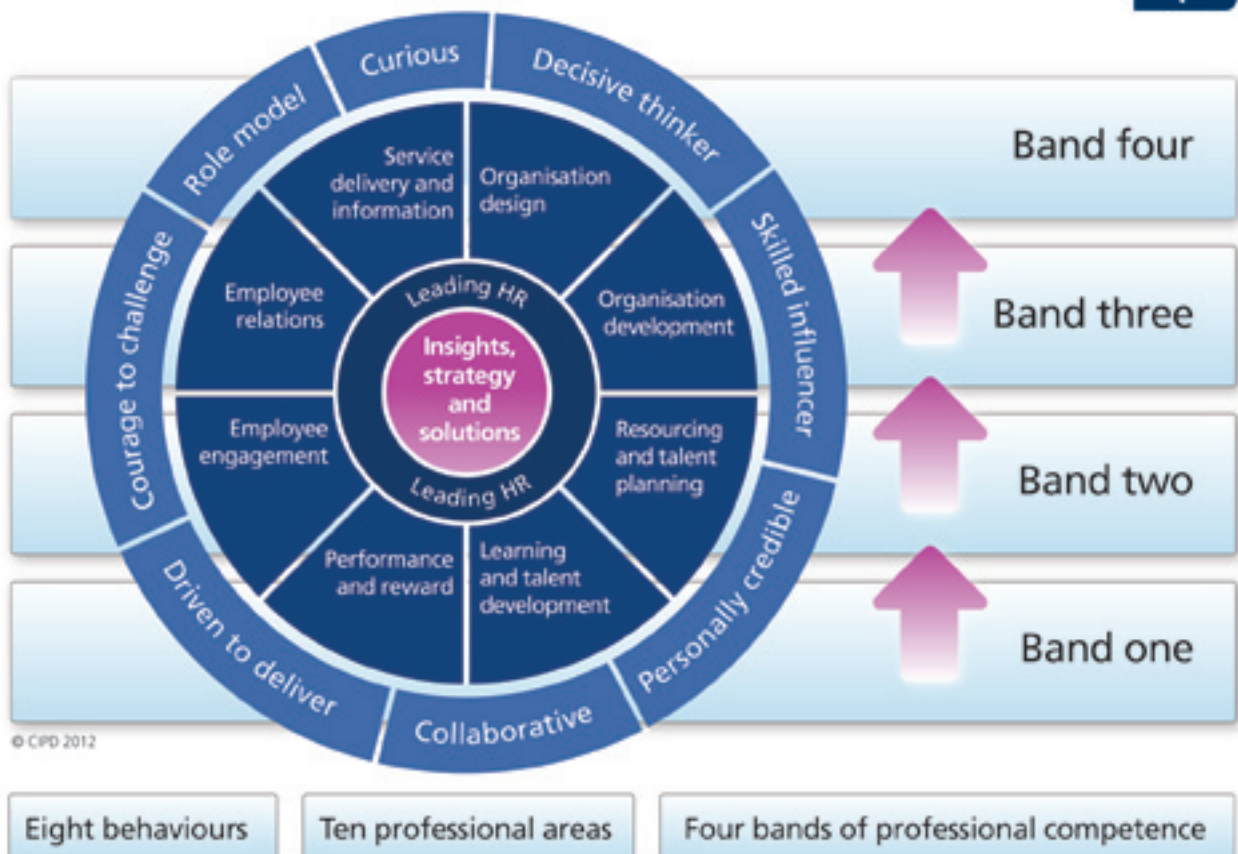 Curious
Decisive thinker
Skilled influencer
Personally credible
Collaborative
Driven to deliver
Courage to challenge
Role model
Service
delivery and
information
Organisation
design
Organisation
development
Resourcing
and talent
planning
Learning
and talent
development
Performance
and reward
Employee
engagement
Employee
relations
Leading HR
Insights,
strategy
and
solutions
Leading HR
Band four
Band three
Band two
Band one
© CIPD 2012
Eight behaviours
Ten professional areas
Four bands of professional competence